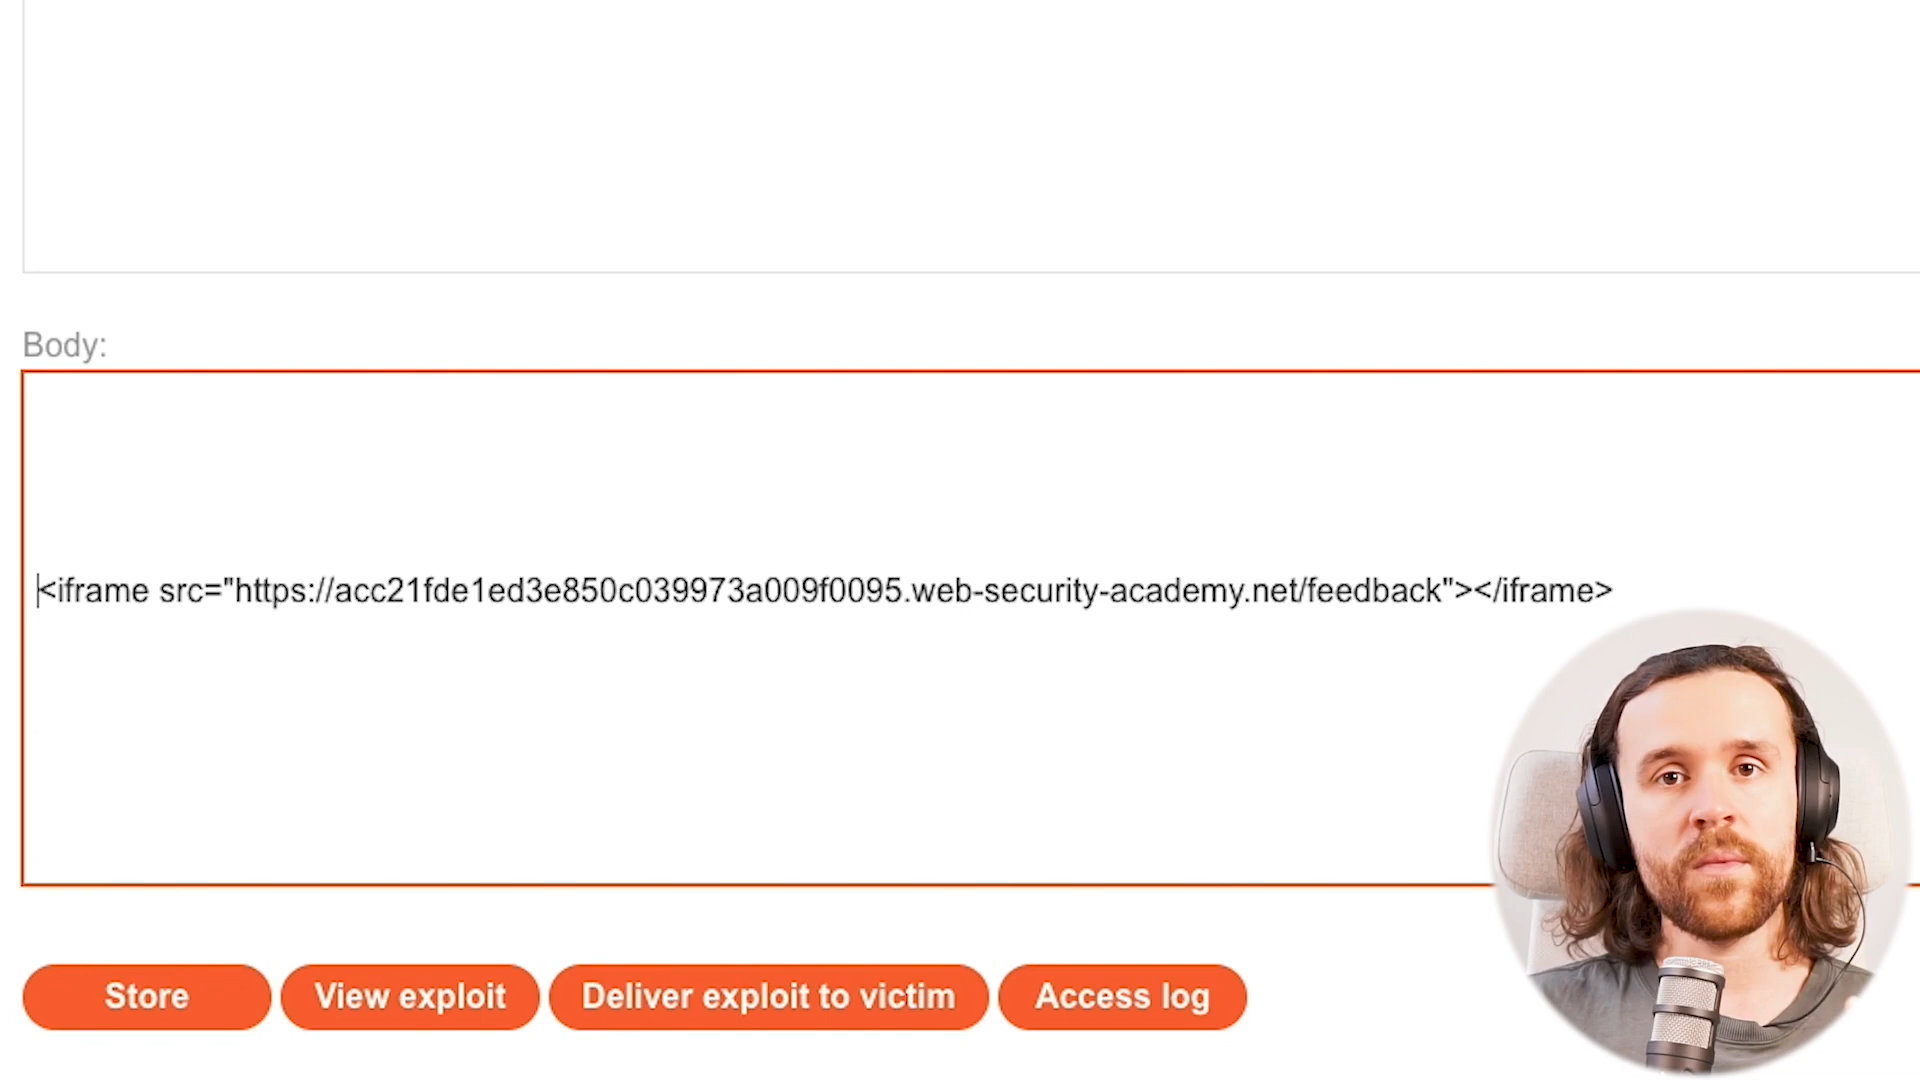 Body:
<iframe src="https://acc21fde1ed3e850c039973a009f0095.web-security-academy.net/feedback"></iframe>
Store
View exploit
Deliver exploit to victim
Access log